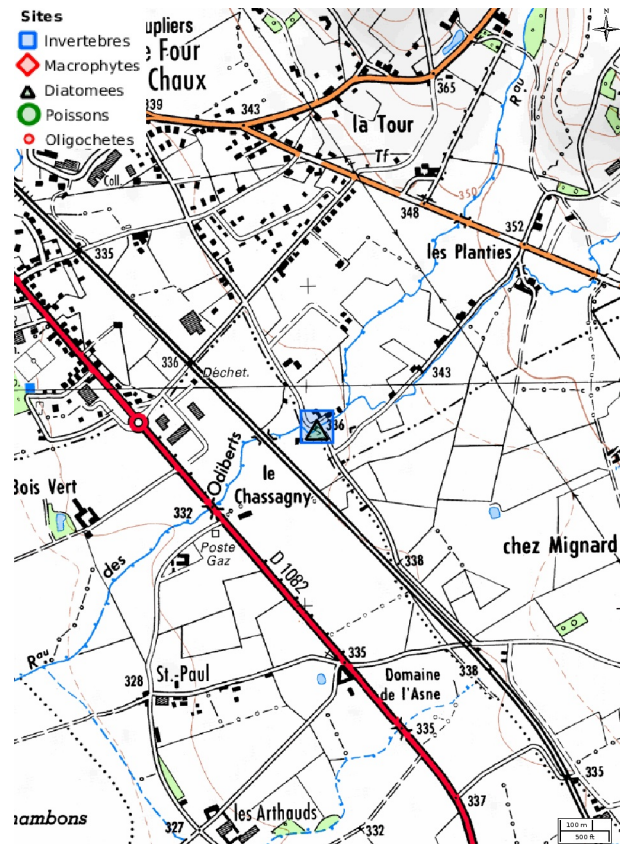 Sites
Invertebres
Macrophytes
Diatomees
Poissons
Oligochetes
upliers
e Four
Chaux
339
343
365
la Tour
Tf
R au
N
Coll.
350
348
352
les Planties
335
336
Déchet.
343
336
Odiberts
le
Chassagny
Bois Vert
332
Poste
Gaz
D 1082
des
R au
chez Mignard
338
335
St.-Paul
328
Domaine
de l'Asne
338
335
335
337
les Arthauds
hambons
327
332
100 m
500 ft